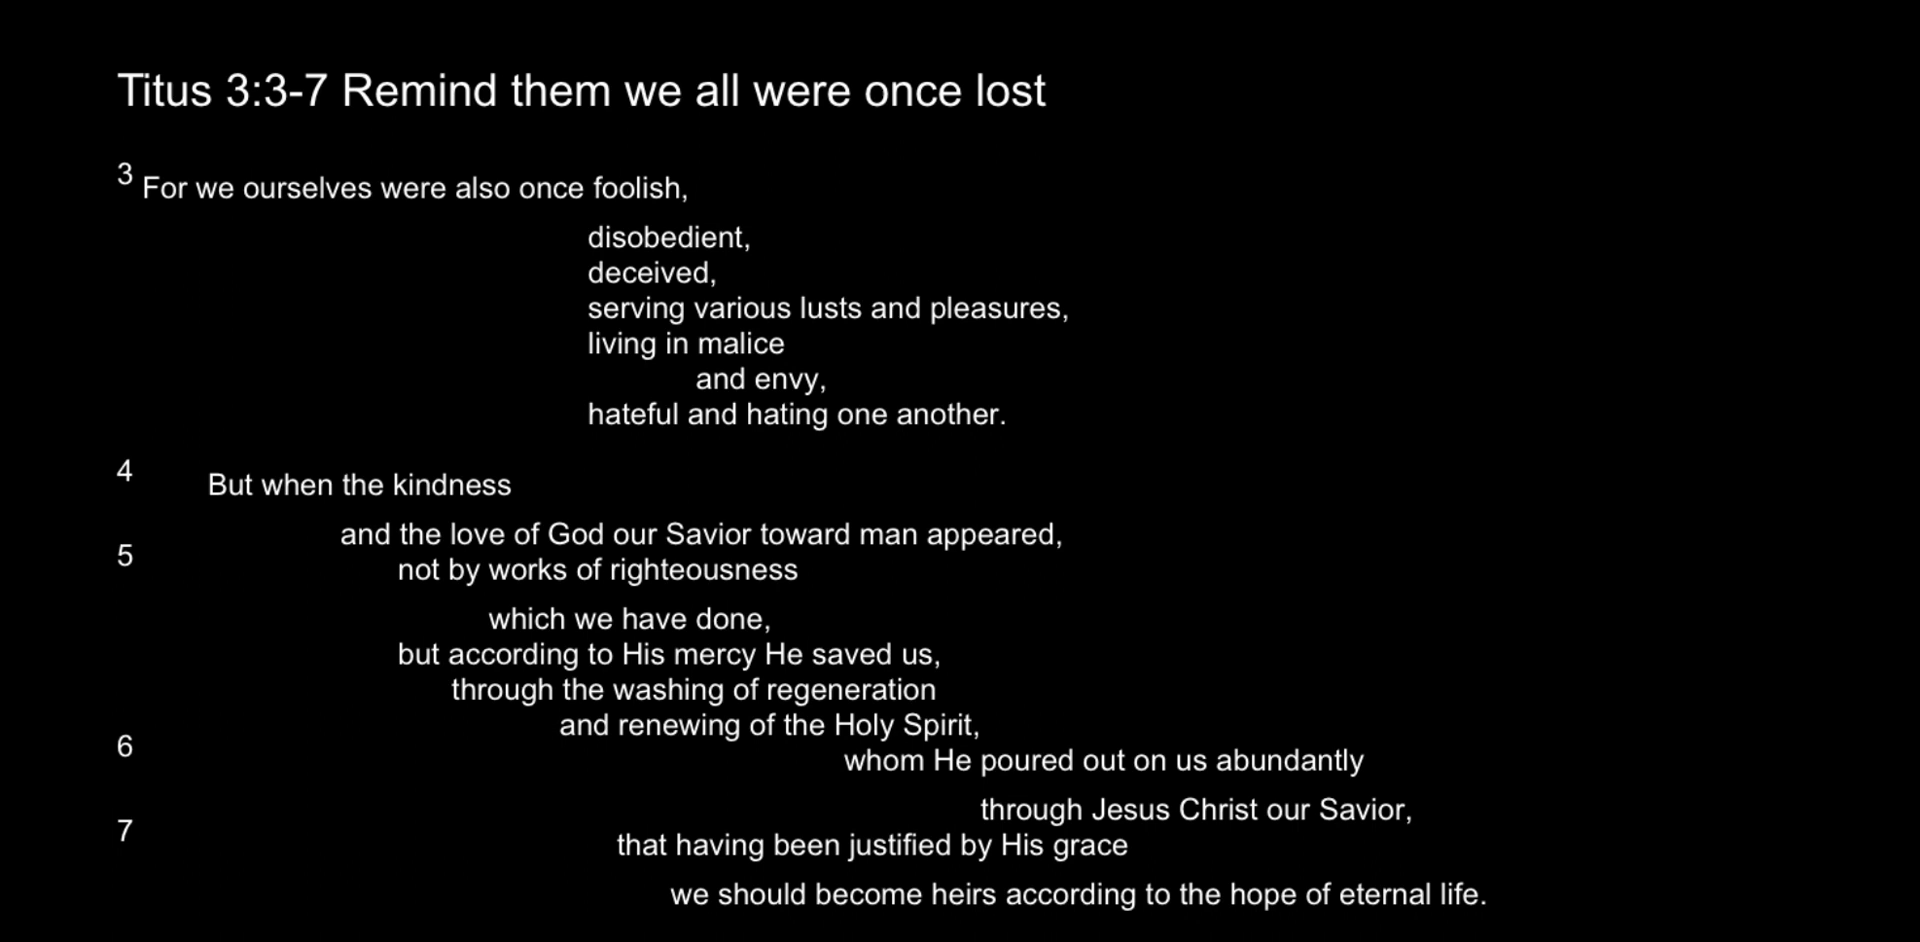 Titus 3:3-7 Remind them we all were once lost
3 For we ourselves were also once foolish,
disobedient,
deceived,
serving various lusts and pleasures,
living in malice
and envy,
hateful and hating one another.
4 But when the kindness
and the love of God our Savior toward man appeared,
5 not by works of righteousness
which we have done,
but according to His mercy He saved us,
through the washing of regeneration
and renewing of the Holy Spirit,
6 whom He poured out on us abundantly
through Jesus Christ our Savior,
7 that having been justified by His grace
we should become heirs according to the hope of eternal life.